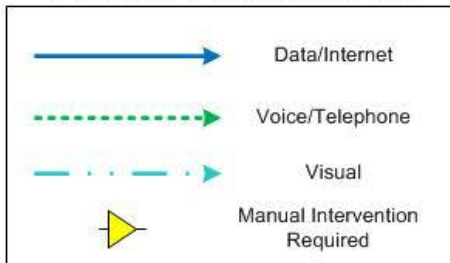 Data/Internet
Voice/Telephone
Visual
Manual Intervention
Required